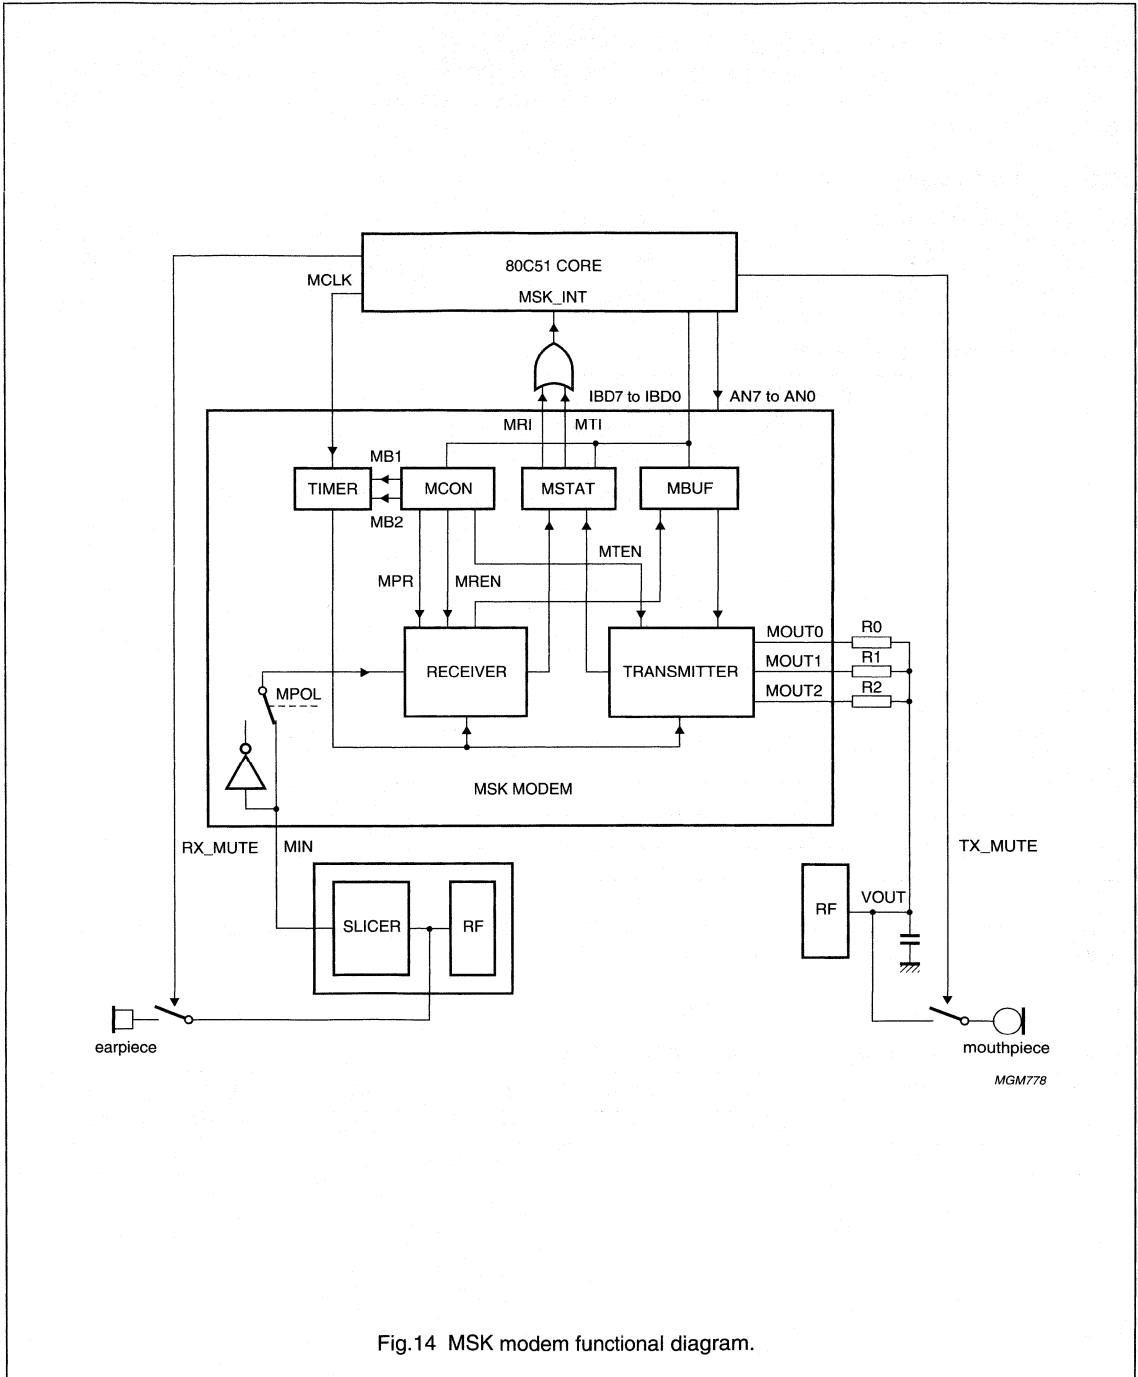 80C51 CORE
MCLK
MSK_INT
IBD7 to IBD0
AN7 to AN0
MRI
MTI
MB1
TIMER
MCON
MSTAT
MBUF
MB2
MTEN
MPR
MREN
MOUT0
R0
RECEIVER
TRANSMITTER
MOUT1
R1
MPOL
MOUT2
R2
MSK MODEM
RX_MUTE
MIN
TX_MUTE
SLICER
RF
RF
VOUT
earpiece
mouthpiece
MGM778
Fig.14 MSK modem functional diagram.